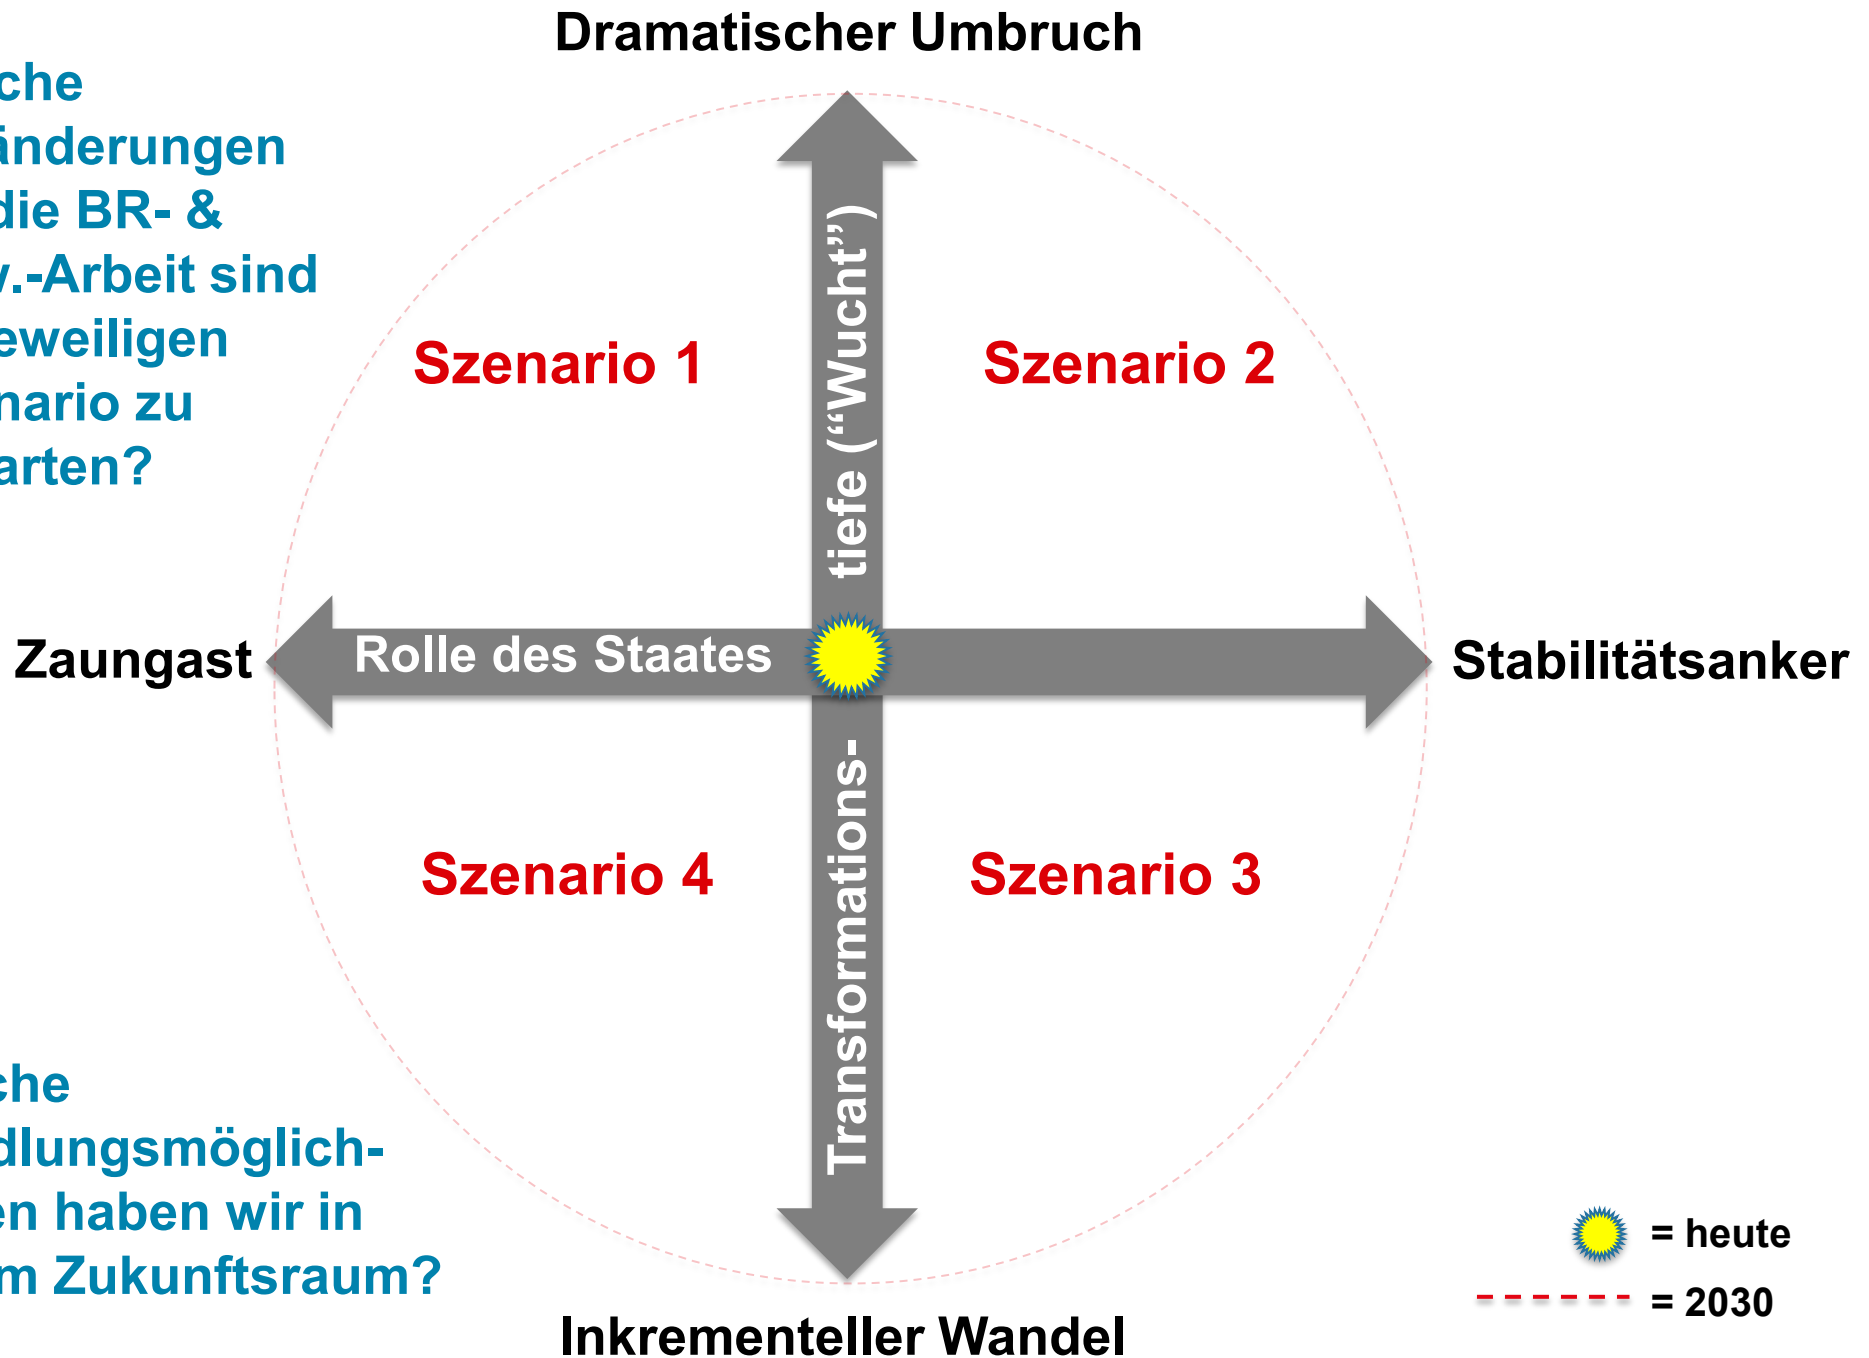 Dramatischer Umbruch
che
änderungen
die BR- &
.-Arbeit sind
eweiligen
nario zu
arten?
Szenario 1
Szenario 2
tiefe (“Wucht”)
Zaungast
Rolle des Staates
Stabilitätsanker
Transformations-
Szenario 4
Szenario 3
che
dlungsmöglich-
en haben wir in
m Zukunftsraum?
= heute
= 2030
Inkrementeller Wandel